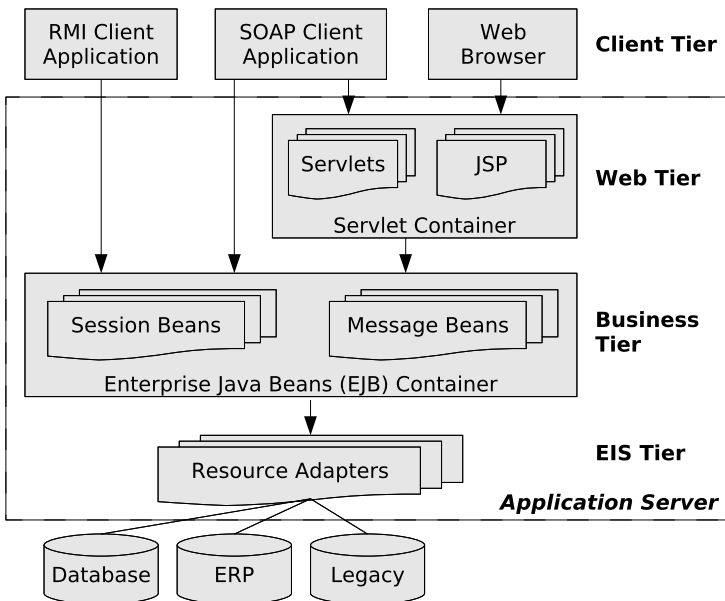 RMI Client
Application
SOAP Client
Application
Web
Browser
Client Tier
Servlets
JSP
Servlet Container
Web Tier
Session Beans
Message Beans
Enterprise Java Beans (EJB) Container
Business
Tier
Resource Adapters
EIS Tier
Application Server
Database
ERP
Legacy